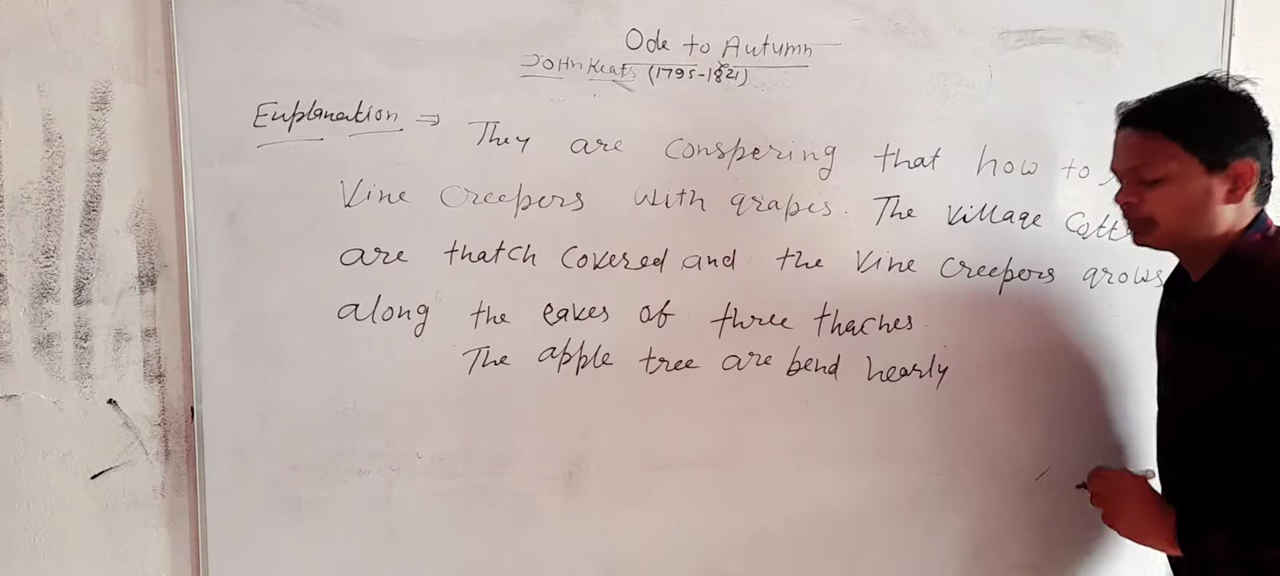 Ode to Autumn
John Keats (1795-1821)
Explanation ⇒ They are conspering that how to
Vine creepers with grapes. The village Cott
are thatch covered and the vine creepers grows
along the eaves of three thaches.
The apple tree are bend nearly